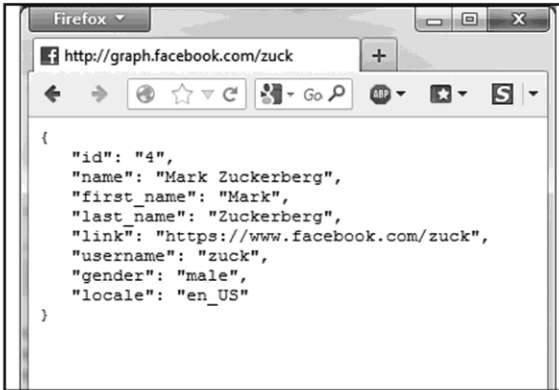 Firefox
http://graph.facebook.com/zuck
Go
ABP
S
{
"id": "4",
"name": "Mark Zuckerberg",
"first_name": "Mark",
"last_name": "Zuckerberg",
"link": "https://www.facebook.com/zuck",
"username": "zuck",
"gender": "male",
"locale": "en_US"
}